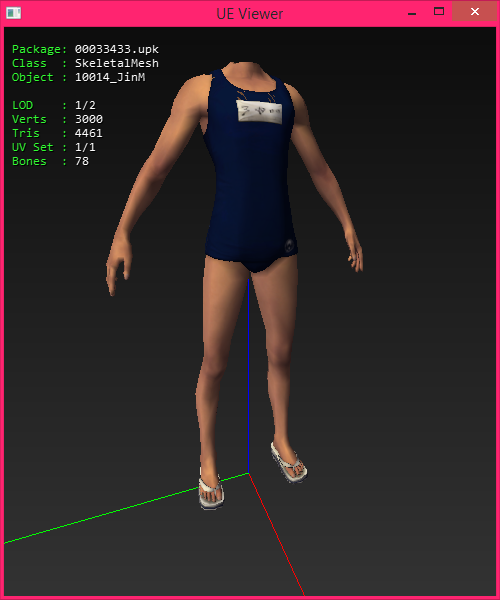 UE Viewer
Package: 00033433.upk
Class : SkeletalMesh
Object : 10014_JinM
LOD : 1/2
Verts : 3000
Tris : 4461
UV Set : 1/1
Bones : 78